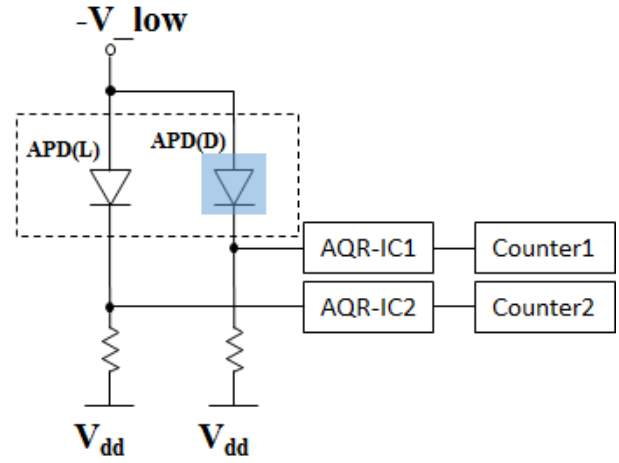 -V_low
APD(L)
APD(D)
AQR-IC1
Counter1
AQR-IC2
Counter2
Vdd
Vdd